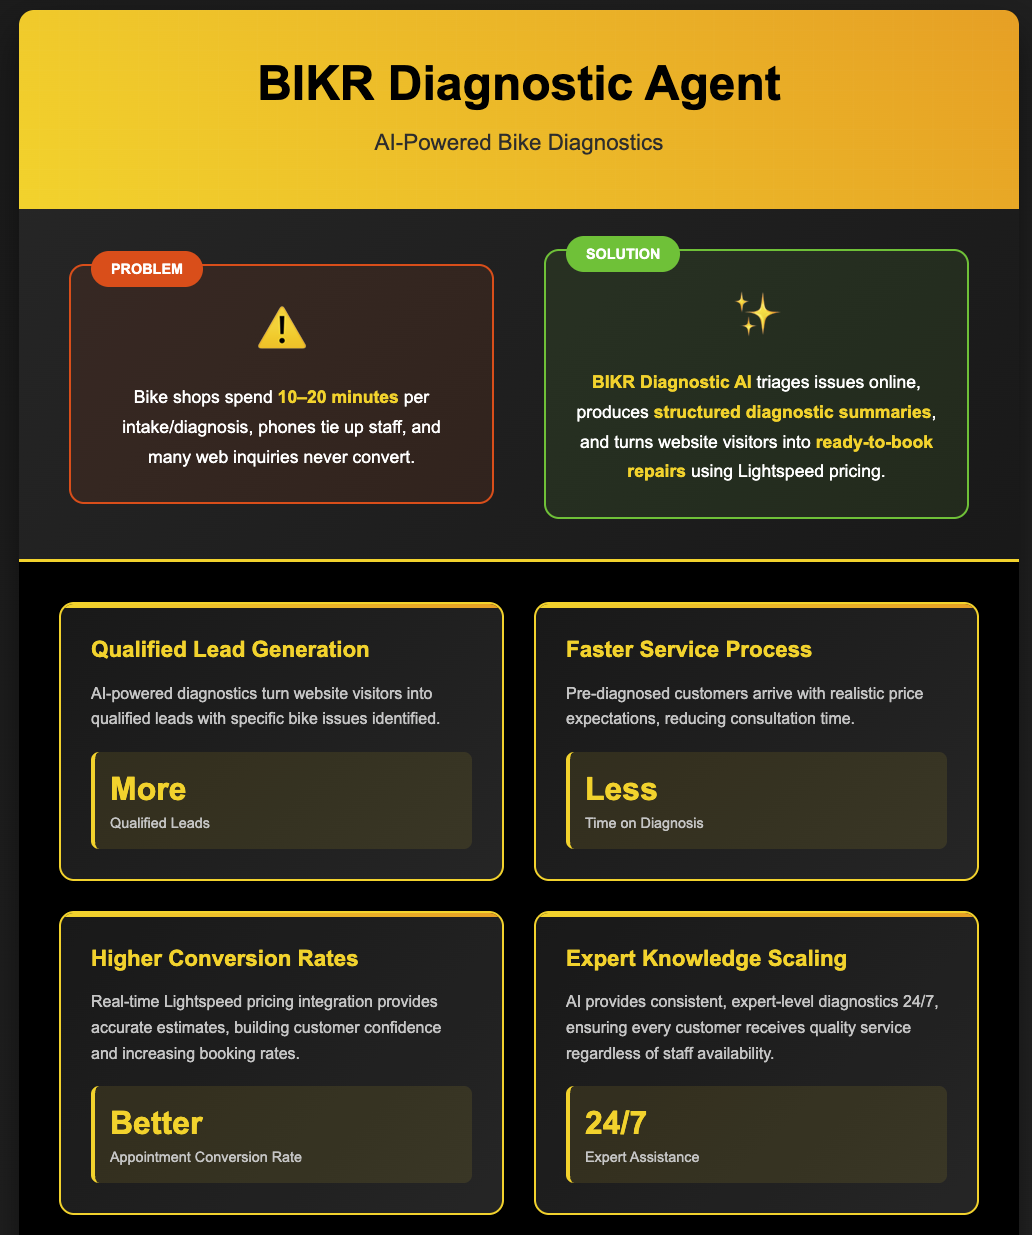 BIKR Diagnostic Agent
AI-Powered Bike Diagnostics
PROBLEM
Bike shops spend 10–20 minutes per
intake/diagnosis, phones tie up staff, and
many web inquiries never convert.
SOLUTION
BIKR Diagnostic AI triages issues online,
produces structured diagnostic summaries,
and turns website visitors into ready-to-book
repairs using Lightspeed pricing.
Qualified Lead Generation
AI-powered diagnostics turn website visitors into
qualified leads with specific bike issues identified.
More
Qualified Leads
Faster Service Process
Pre-diagnosed customers arrive with realistic price
expectations, reducing consultation time.
Less
Time on Diagnosis
Higher Conversion Rates
Real-time Lightspeed pricing integration provides
accurate estimates, building customer confidence
and increasing booking rates.
Better
Appointment Conversion Rate
Expert Knowledge Scaling
AI provides consistent, expert-level diagnostics 24/7,
ensuring every customer receives quality service
regardless of staff availability.
24/7
Expert Assistance